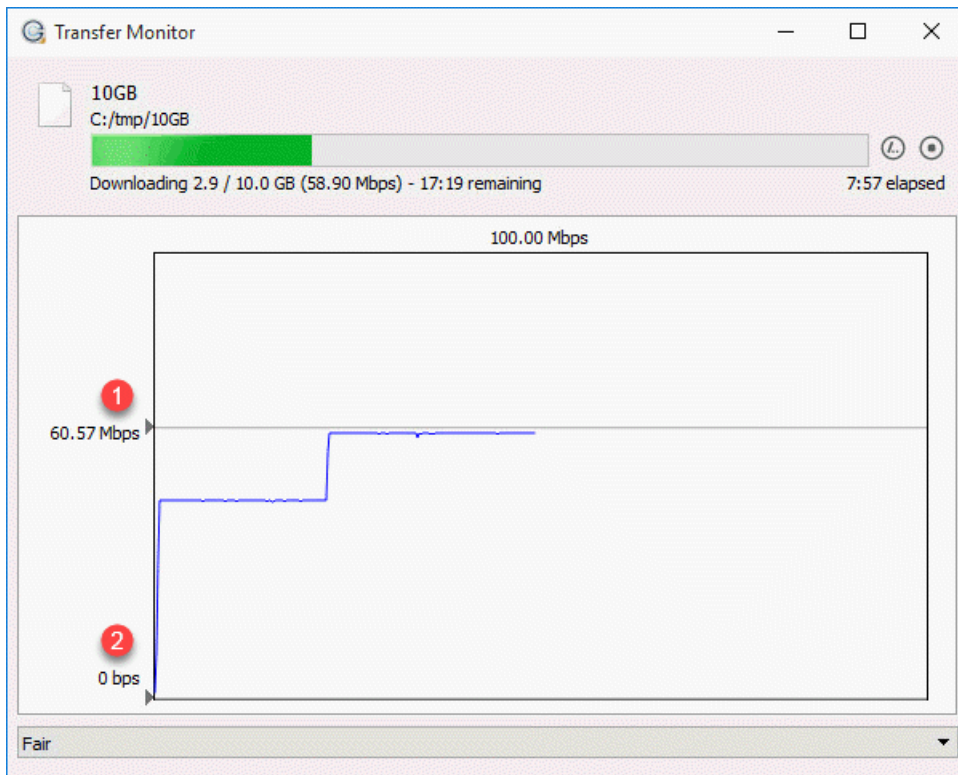 Transfer Monitor
10GB
C:/tmp/10GB
Downloading 2.9 / 10.0 GB (58.90 Mbps) - 17:19 remaining
7:57 elapsed
100.00 Mbps
1
60.57 Mbps
2
0 bps
Fair